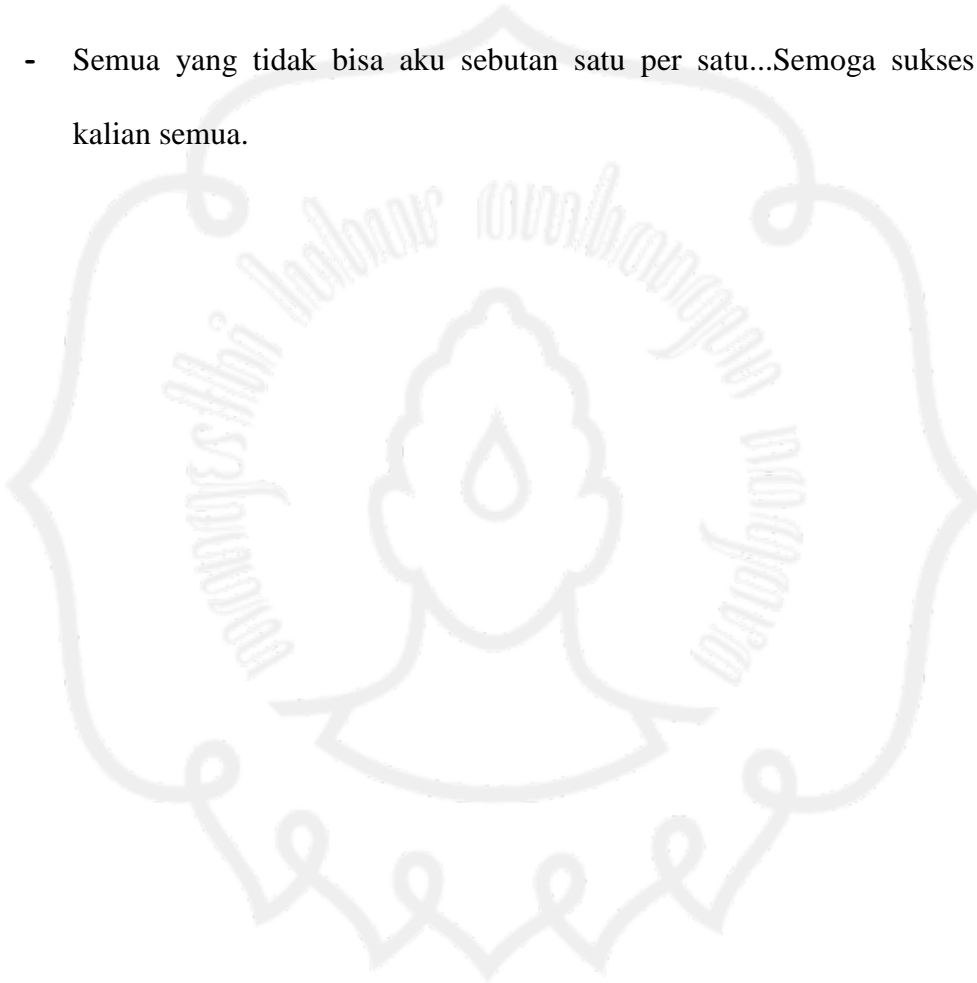 - Semua yang tidak bisa aku sebutan satu per satu...Semoga sukses
kalian semua.